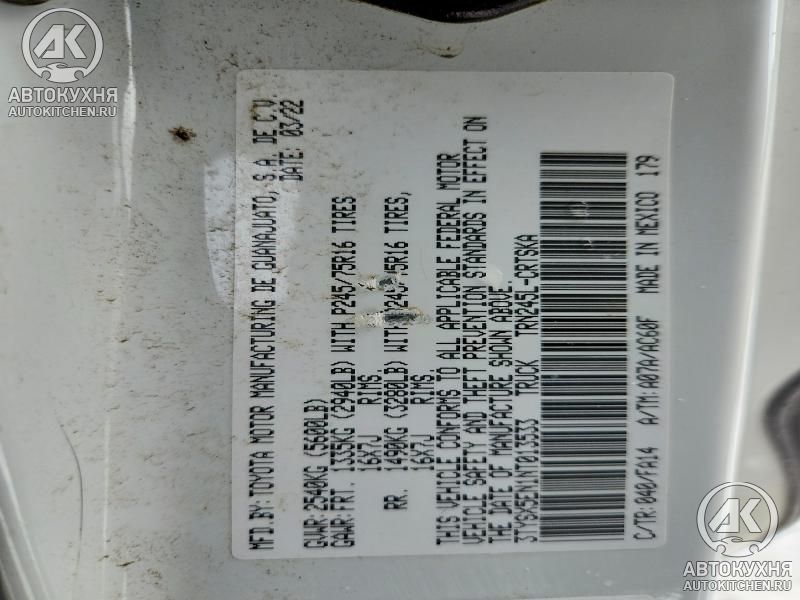 MFD.BY: TOYOTA MOTOR MANUFACTURING DE GUANAJUATO, S.A. DE C.V.
DATE: 03/22
GVWR: 2540KG (5600LB)
GAWR: FRT. 1335KG (2940LB) WITH P245/75R16 TIRES
16X7J RIMS,
RR. 1490KG (3280LB) WITH P245/75R16 TIRES,
16X7J RIMS.
THIS VEHICLE CONFORMS TO ALL APPLICABLE FEDERAL MOTOR
VEHICLE SAFETY AND THEFT PREVENTION STANDARDS IN EFFECT ON
THE DATE OF MANUFACTURE SHOWN ABOVE.
TRUCK TRN245L-CRTSKA
C/TR: 040/FA14 A/TM: A07A/AC60F MADE IN MEXICO 179
AK
АВТОКУХНЯ
AUTOKITCHEN.RU
AK
АВТОКУХНЯ
AUTOKITCHEN.RU